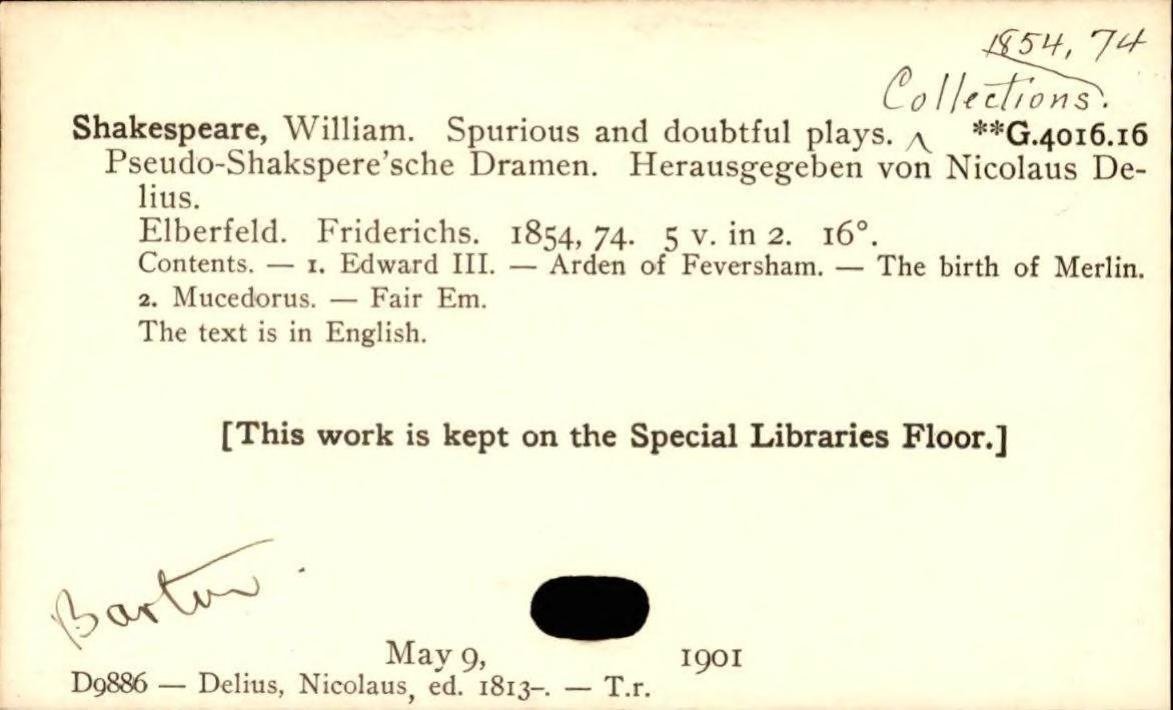 1854, 74
Collections.
Shakespeare, William. Spurious and doubtful plays. ‸ **G.4016.16
Pseudo-Shakspere'sche Dramen. Herausgegeben von Nicolaus De-
lius.
Elberfeld. Friderichs. 1854, 74. 5 v. in 2. 16°.
Contents. — 1. Edward III. — Arden of Feversham. — The birth of Merlin.
2. Mucedorus. — Fair Em.
The text is in English.
[This work is kept on the Special Libraries Floor.]
Barton.
May 9, 1901
D9886 — Delius, Nicolaus, ed. 1813-. — T.r.